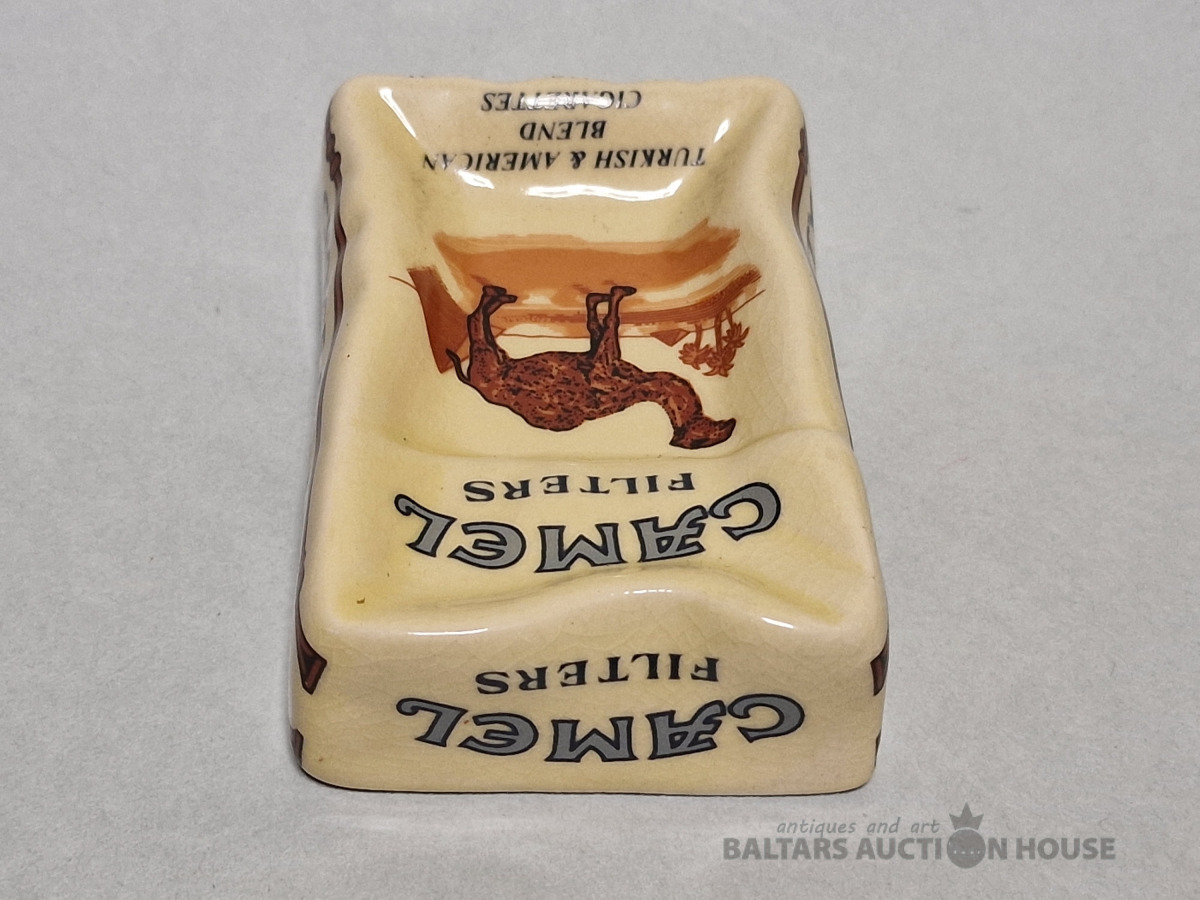 CAMEL
FILTERS
CAMEL
FILTERS
TURKISH & AMERICAN
BLEND
CIGARETTES
antiques and art
BALTARS AUCTION HOUSE